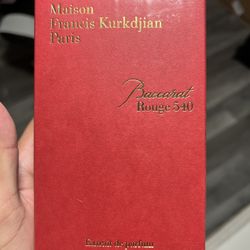 Maison
Francis Kurkdjian
Paris
Baccarat
Rouge 540
Extrait de parfum